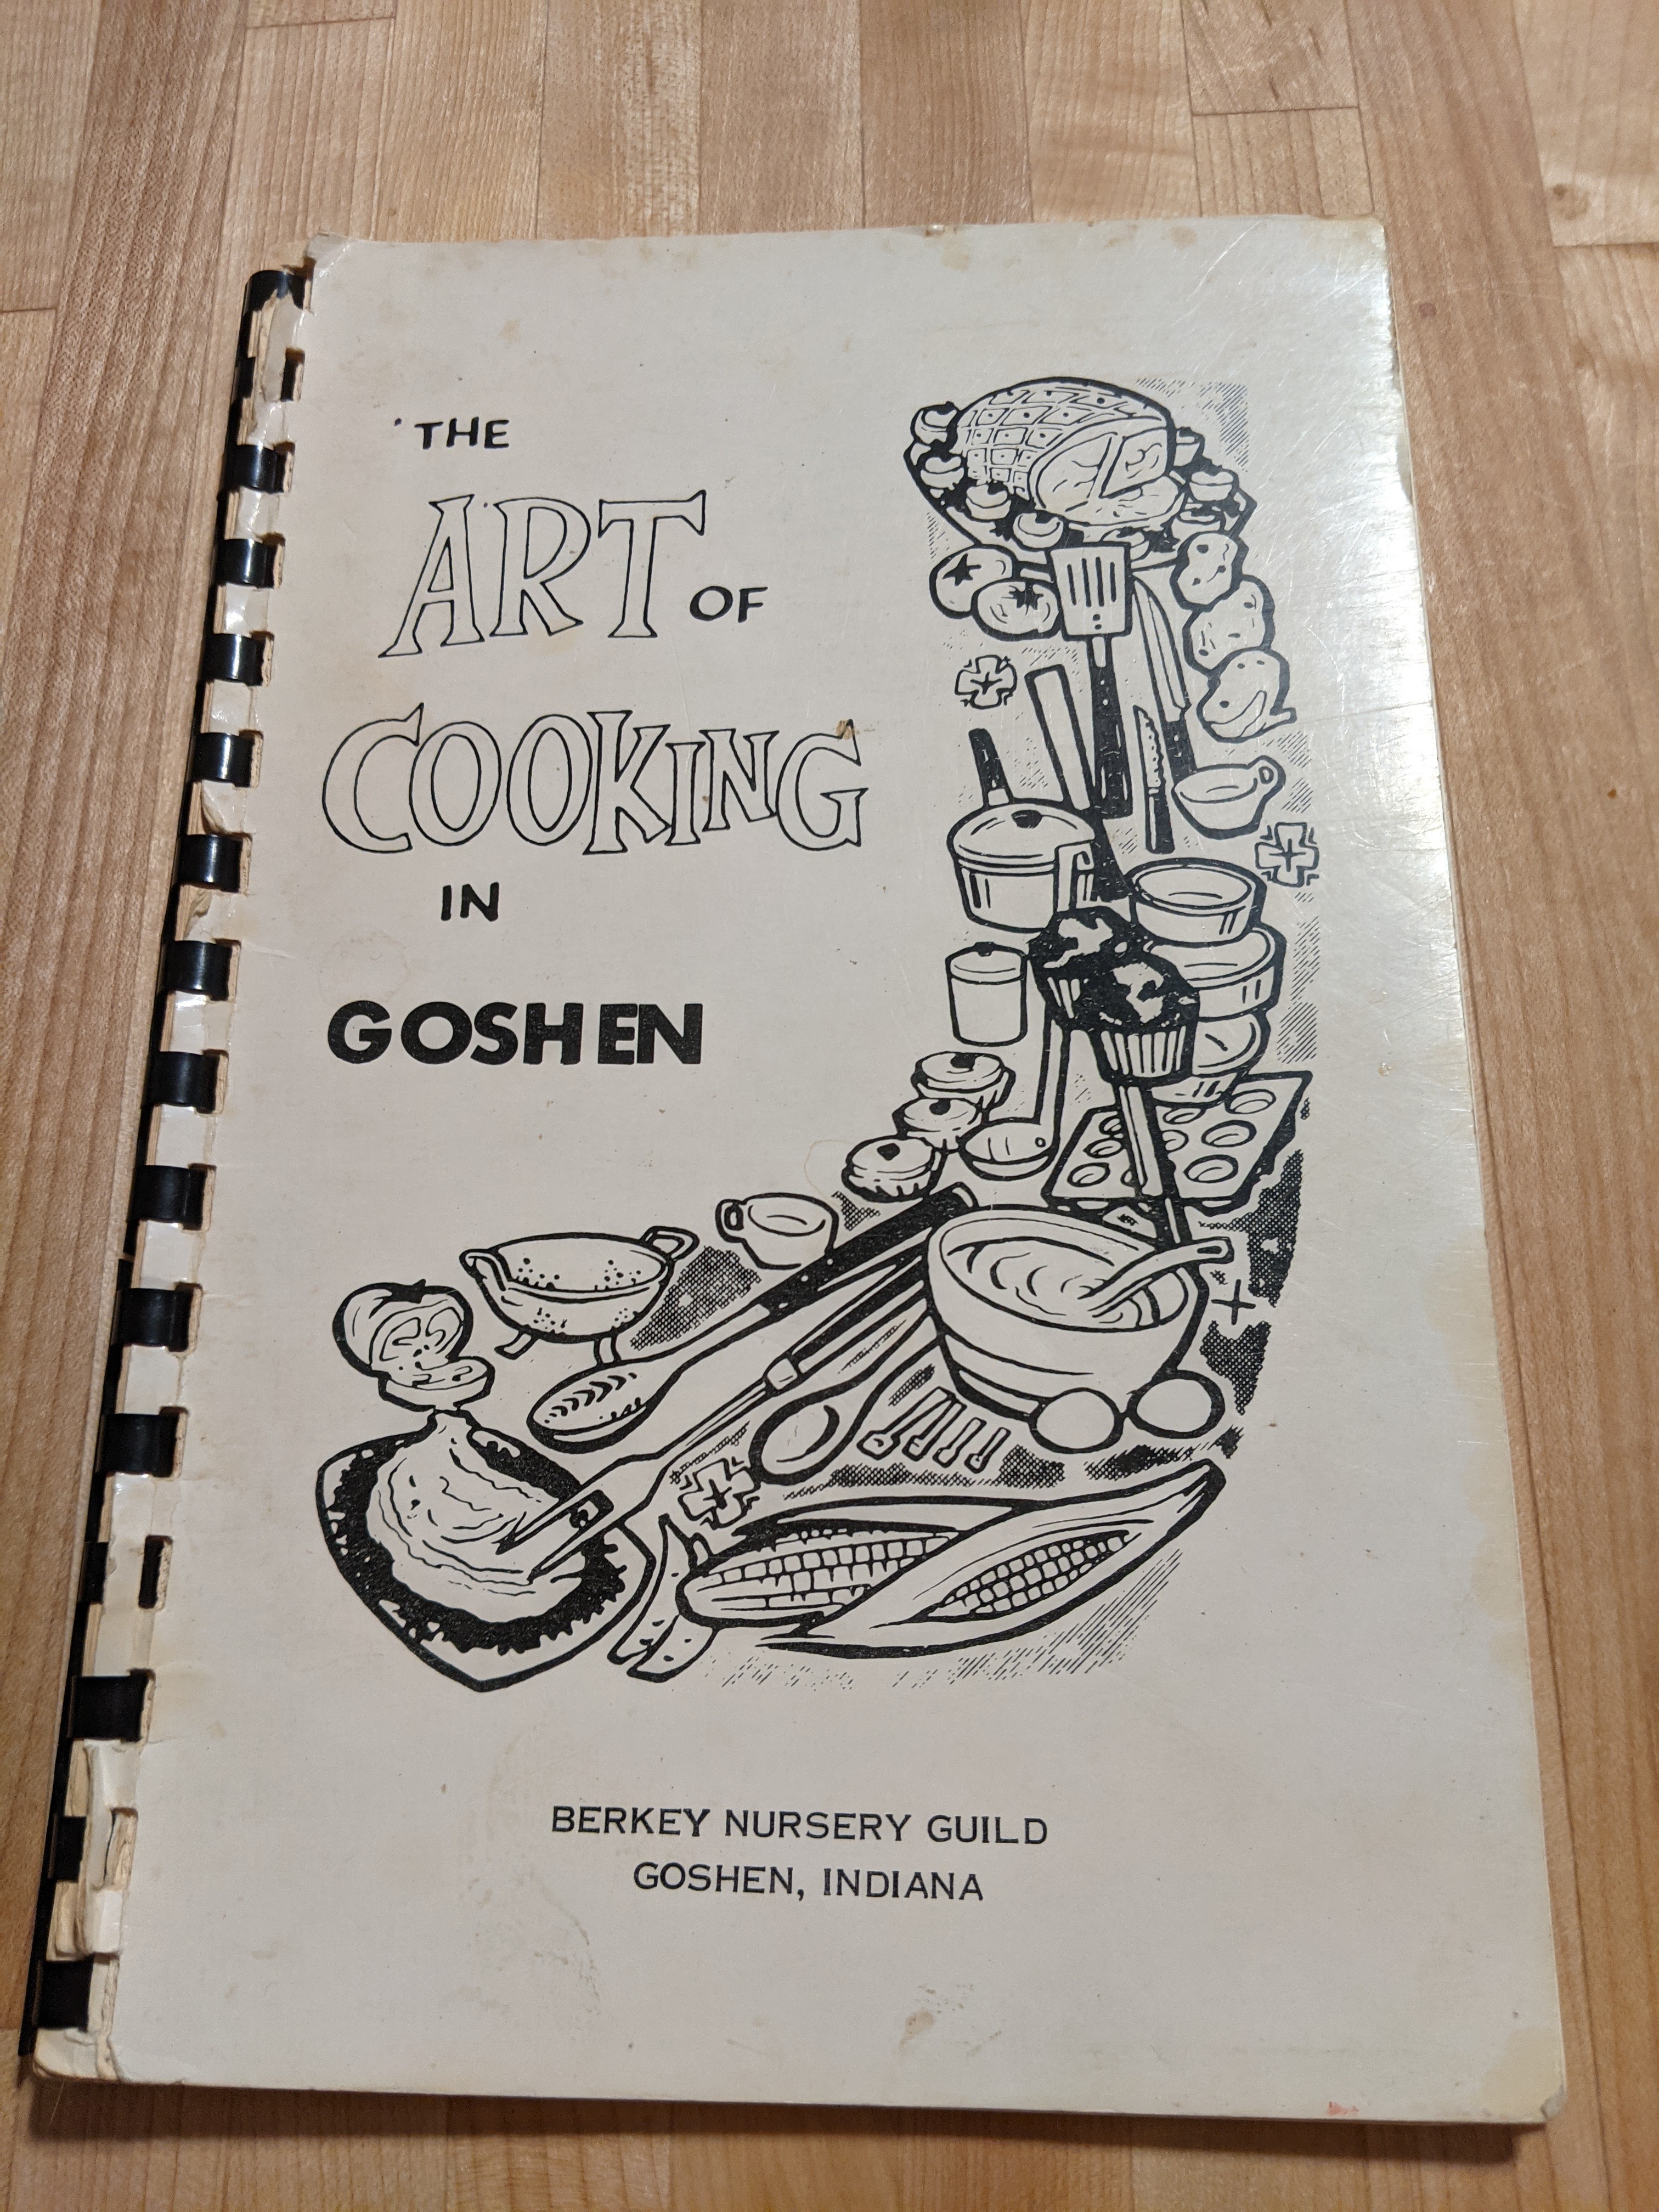 THE
ART OF
COOKING
IN
GOSHEN
BERKEY NURSERY GUILD
GOSHEN, INDIANA